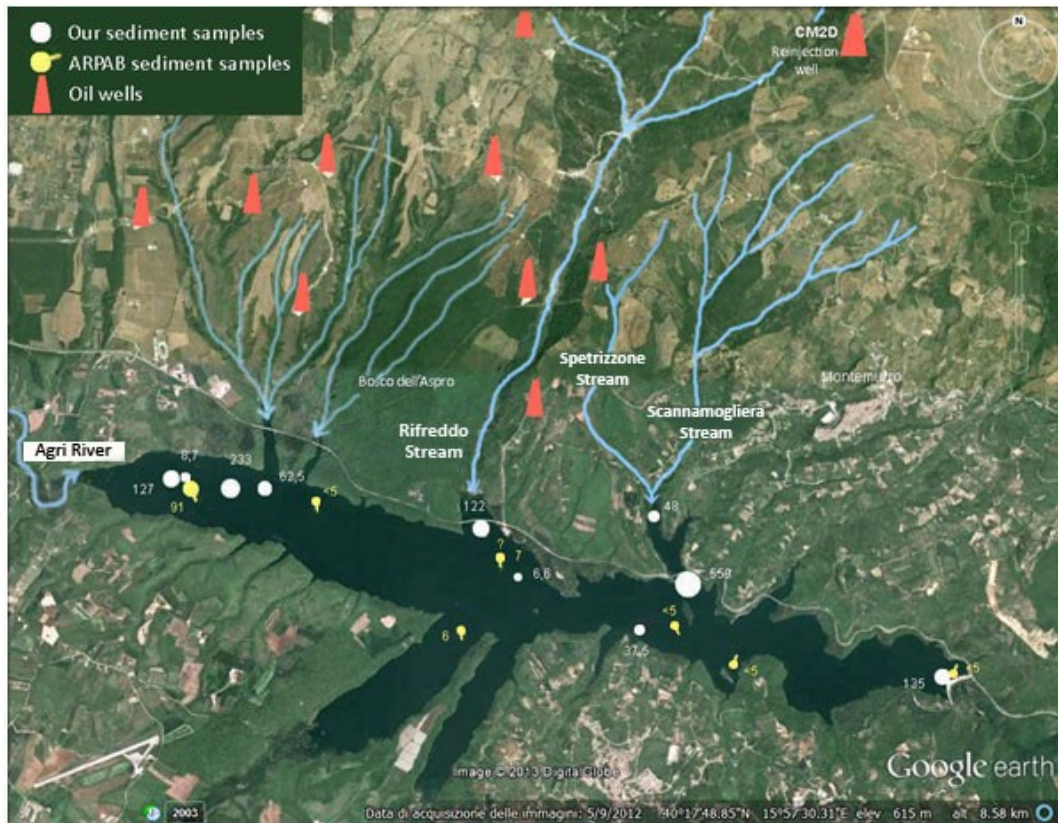 Our sediment samples
ARPAB sediment samples
Oil wells
CM2D
Reinjection
well
N
Spetrizzone
Stream
Bosco dell'Aspro
Montemurro
Scannamogliera
Stream
Rifreddo
Stream
Agri River
8,7
233
62,5
127
91
<5
122
?
7
6,6
48
558
<5
6
37,5
<5
135
<5
Image © 2013 DigitalGlobe
Google earth
2003
Data di acquisizione delle immagini: 5/9/2012 40°17'48.85"N 15°57'30.31"E elev 615 m alt 8.58 km